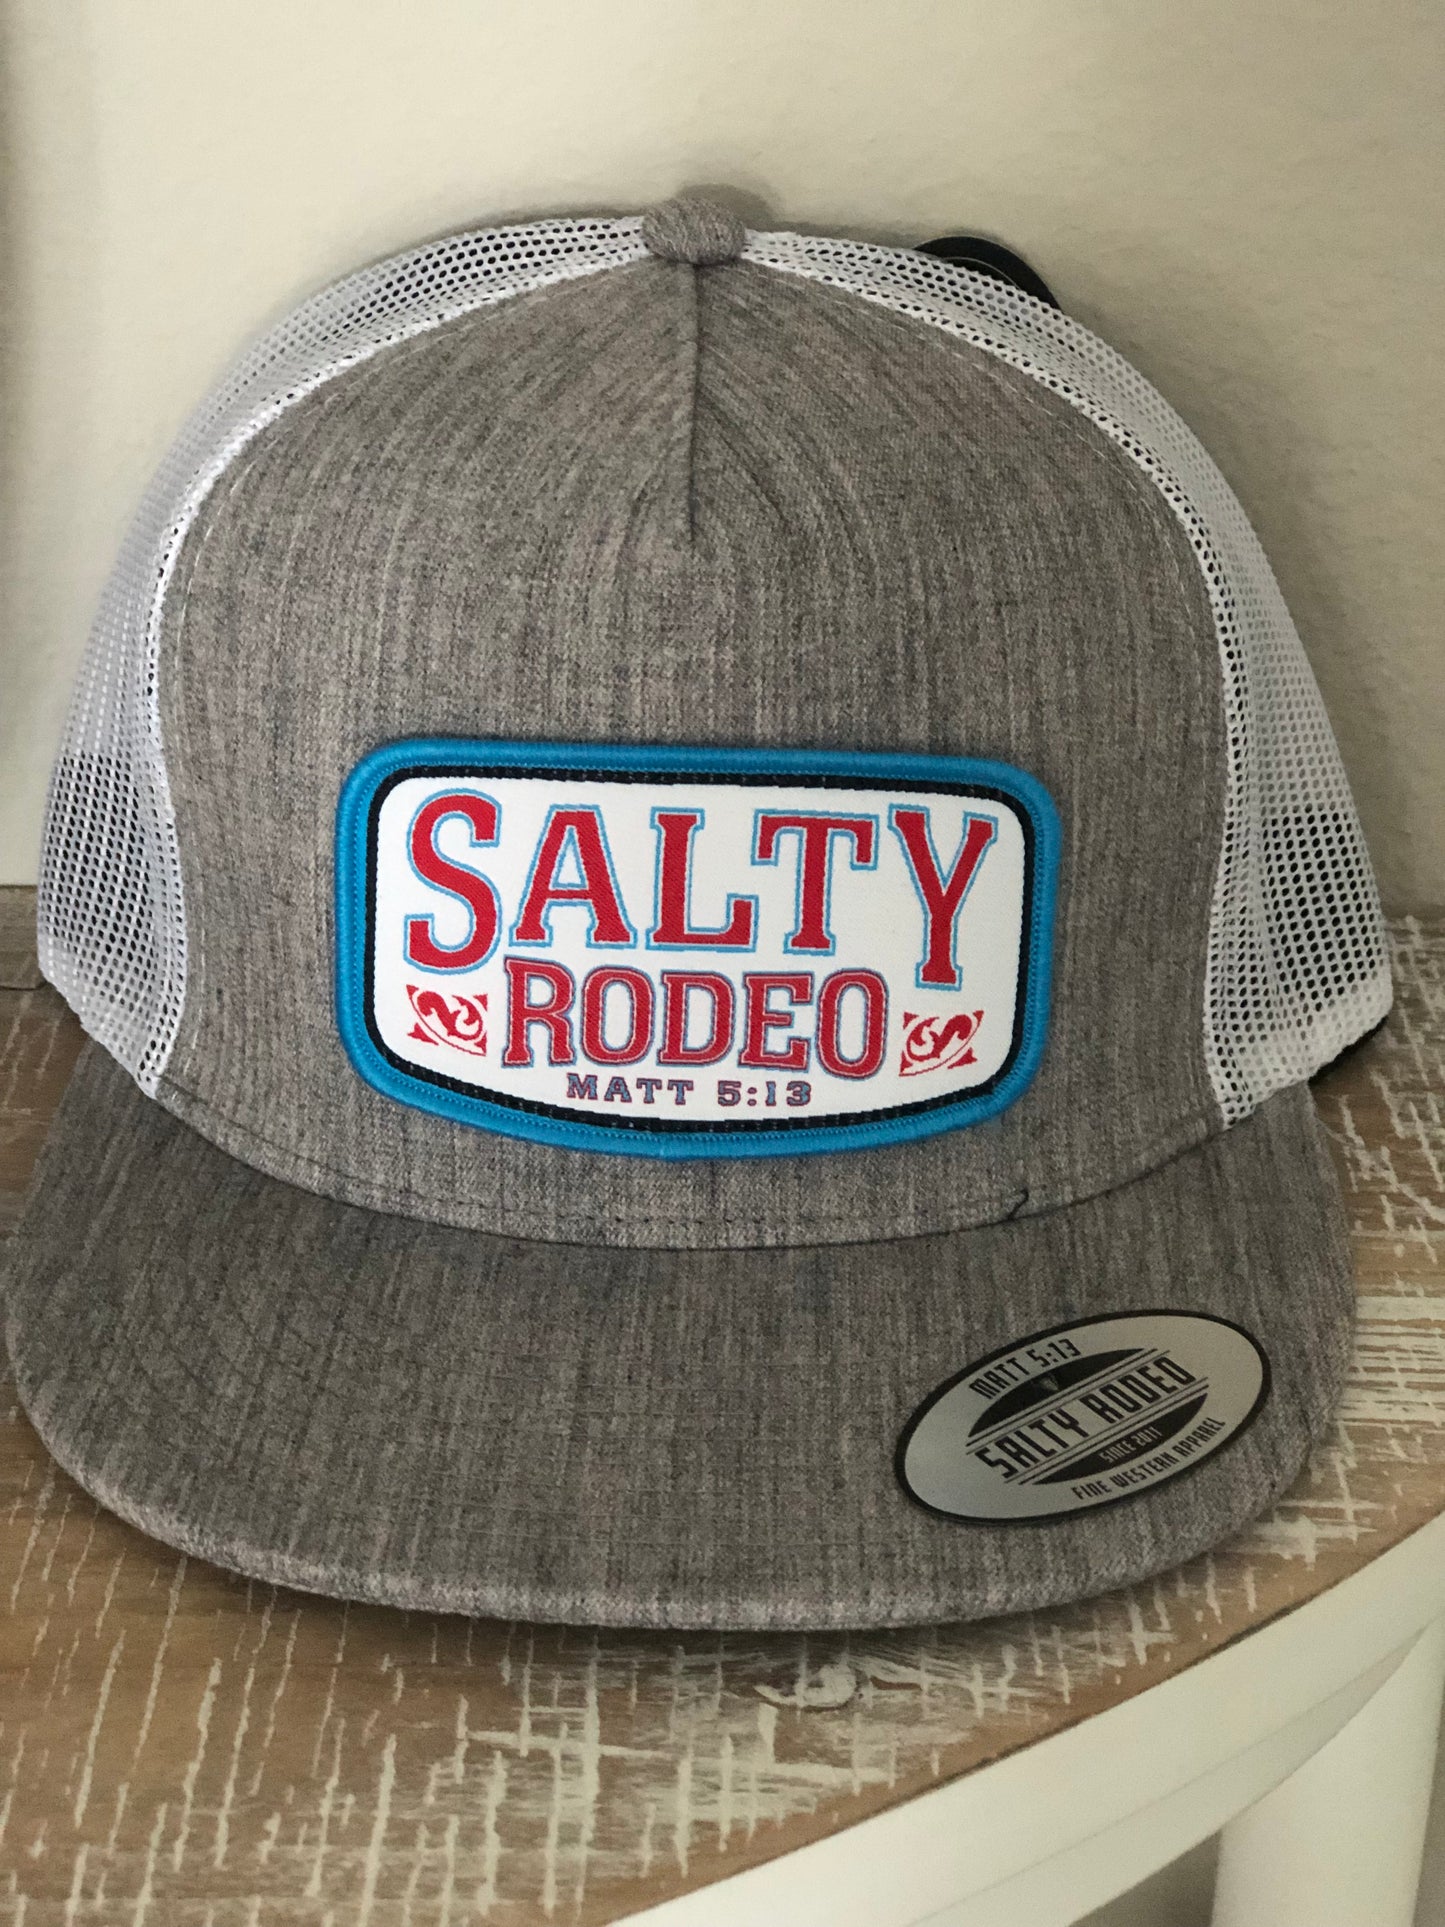 SALTY
RODEO
MATT 5:13
MATT 5:13
SALTY RODEO
SINCE 2011
FINE WESTERN APPAREL